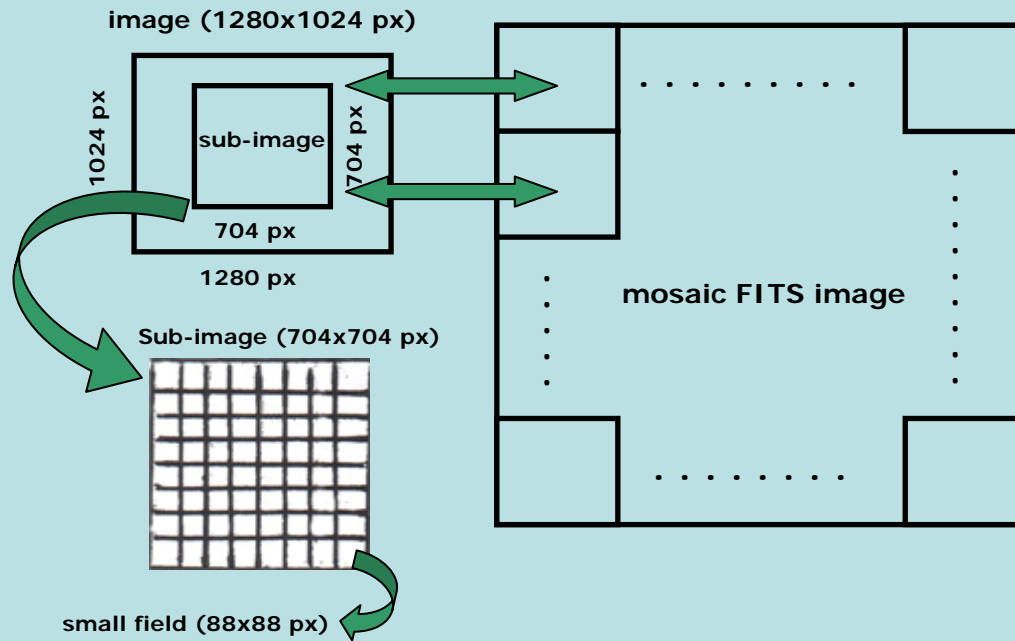 image (1280x1024 px)
1024 px
sub-image
704 px
704 px
1280 px
mosaic FITS image
Sub-image (704x704 px)
small field (88x88 px)